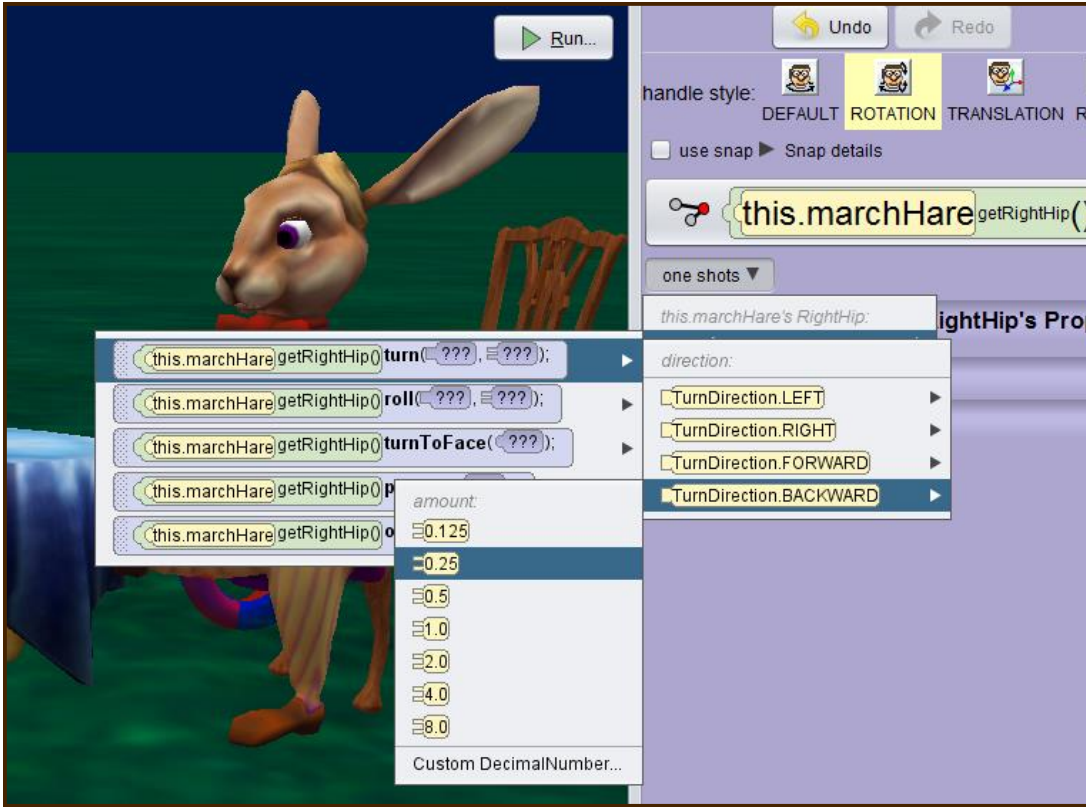 Run...
Undo Redo
handle style:
DEFAULT ROTATION TRANSLATION R
use snap Snap details
this.marchHare getRightHip()
one shots
this.marchHare's RightHip:
ightHip's Pro
this.marchHare getRightHip() turn( ??? , ??? );
this.marchHare getRightHip() roll( ??? , ??? );
this.marchHare getRightHip() turnToFace( ??? );
this.marchHare getRightHip() p
this.marchHare getRightHip() o
direction:
TurnDirection.LEFT
TurnDirection.RIGHT
TurnDirection.FORWARD
TurnDirection.BACKWARD
amount:
0.125
0.25
0.5
1.0
2.0
4.0
8.0
Custom DecimalNumber...